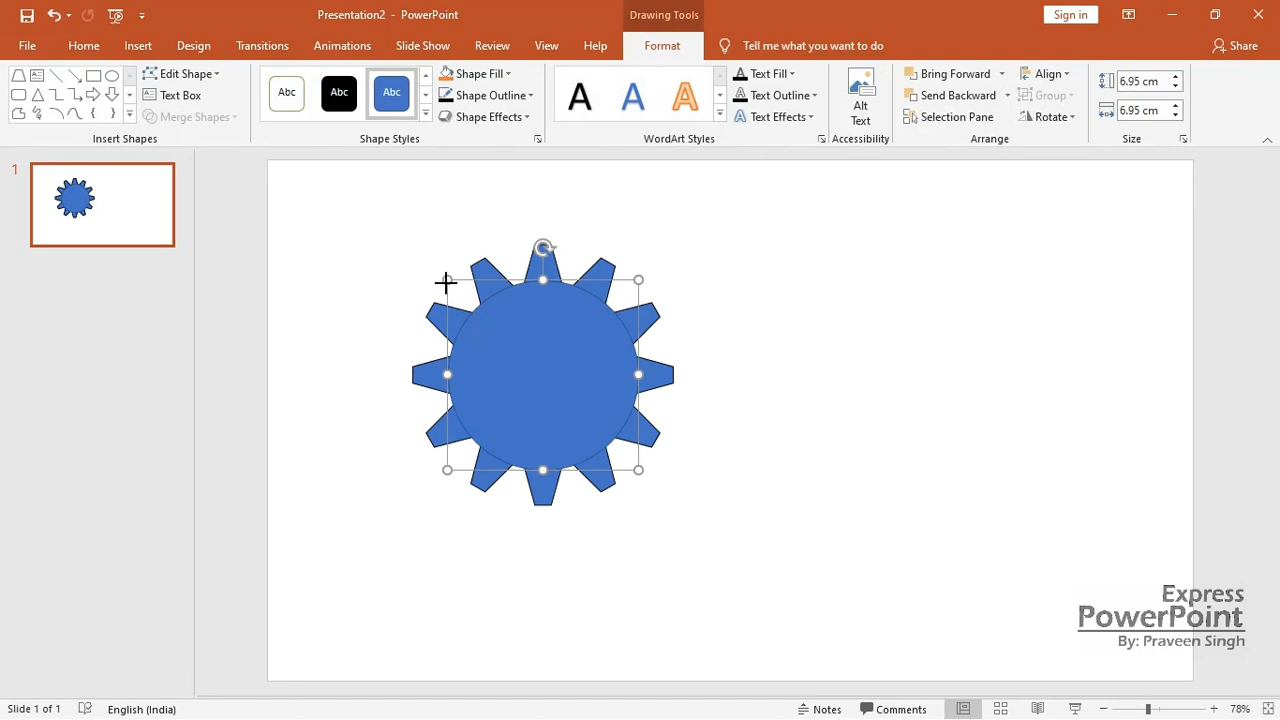 Presentation2 - PowerPoint
Drawing Tools
Sign in
File
Home
Insert
Design
Transitions
Animations
Slide Show
Review
View
Help
Format
Tell me what you want to do
Share
Edit Shape
Text Box
Merge Shapes
Insert Shapes
Abc
Abc
Abc
Shape Fill
Shape Outline
Shape Effects
Shape Styles
A
A
A
Text Fill
Text Outline
Text Effects
WordArt Styles
Alt
Text
Accessibility
Bring Forward
Send Backward
Selection Pane
Align
Group
Rotate
Arrange
6.95 cm
6.95 cm
Size
1
Express
PowerPoint
By: Praveen Singh
Slide 1 of 1
English (India)
Notes
Comments
78%